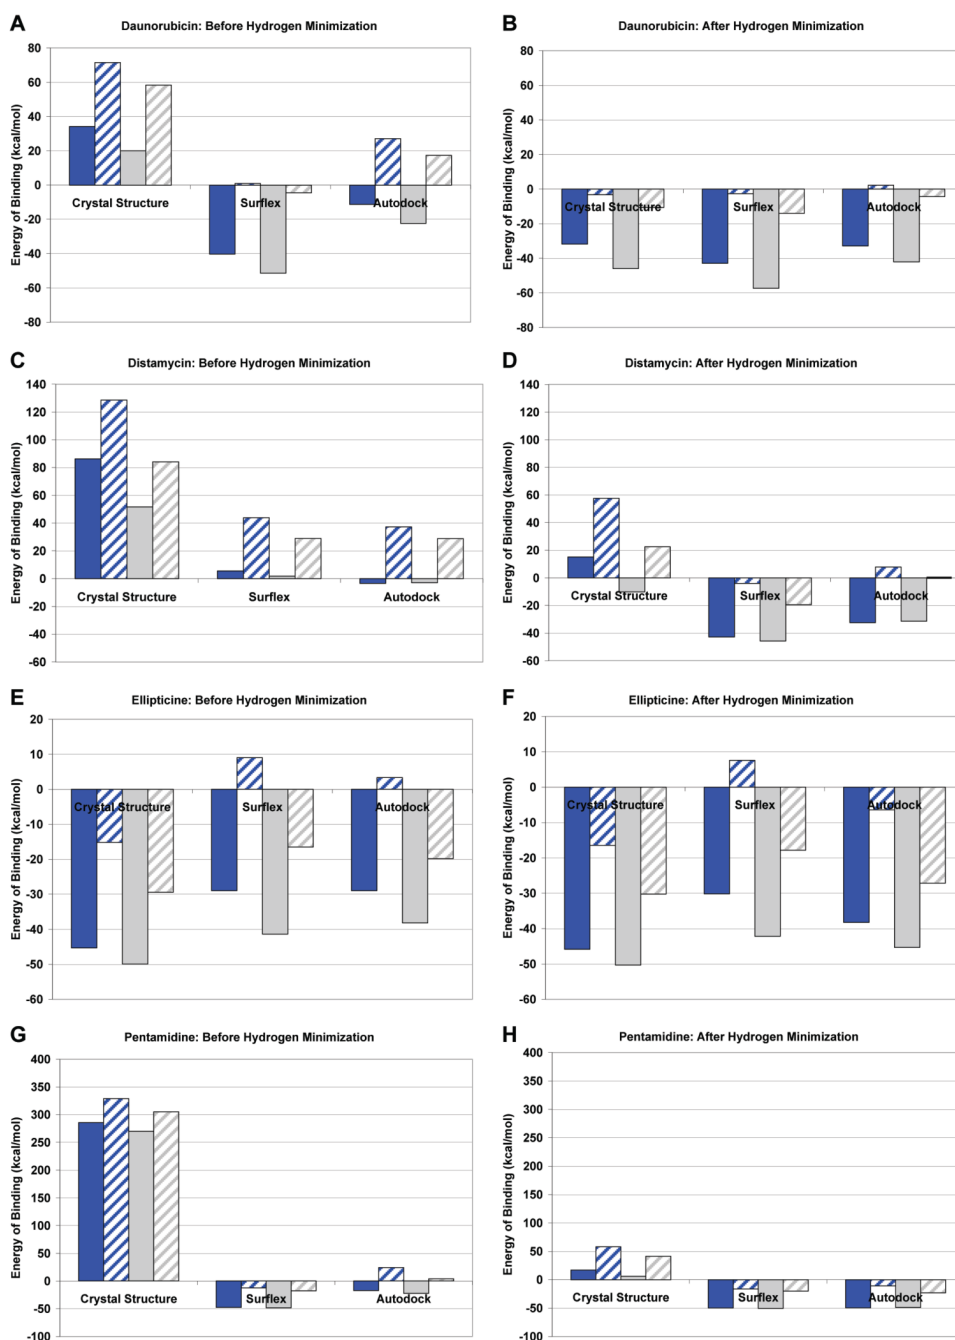 A
Daunorubicin: Before Hydrogen Minimization
Energy of Binding (kcal/mol)
80
60
40
20
0
-20
-40
-60
-80
Crystal Structure
Surflex
Autodock
B
Daunorubicin: After Hydrogen Minimization
Energy of Binding (kcal/mol)
80
60
40
20
0
-20
-40
-60
-80
Crystal Structure
Surflex
Autodock
C
Distamycin: Before Hydrogen Minimization
Energy of Binding (kcal/mol)
140
120
100
80
60
40
20
0
-20
-40
-60
Crystal Structure
Surflex
Autodock
D
Distamycin: After Hydrogen Minimization
Energy of Binding (kcal/mol)
140
120
100
80
60
40
20
0
-20
-40
-60
Crystal Structure
Surflex
Autodock
E
Ellipticine: Before Hydrogen Minimization
Energy of Binding (kcal/mol)
20
10
0
-10
-20
-30
-40
-50
-60
Crystal Structure
Surflex
Autodock
F
Ellipticine: After Hydrogen Minimization
Energy of Binding (kcal/mol)
20
10
0
-10
-20
-30
-40
-50
-60
Crystal Structure
Surflex
Autodock
G
Pentamidine: Before Hydrogen Minimization
Energy of Binding (kcal/mol)
400
350
300
250
200
150
100
50
0
-50
-100
Crystal Structure
Surflex
Autodock
H
Pentamidine: After Hydrogen Minimization
Energy of Binding (kcal/mol)
400
350
300
250
200
150
100
50
0
-50
-100
Crystal Structure
Surflex
Autodock